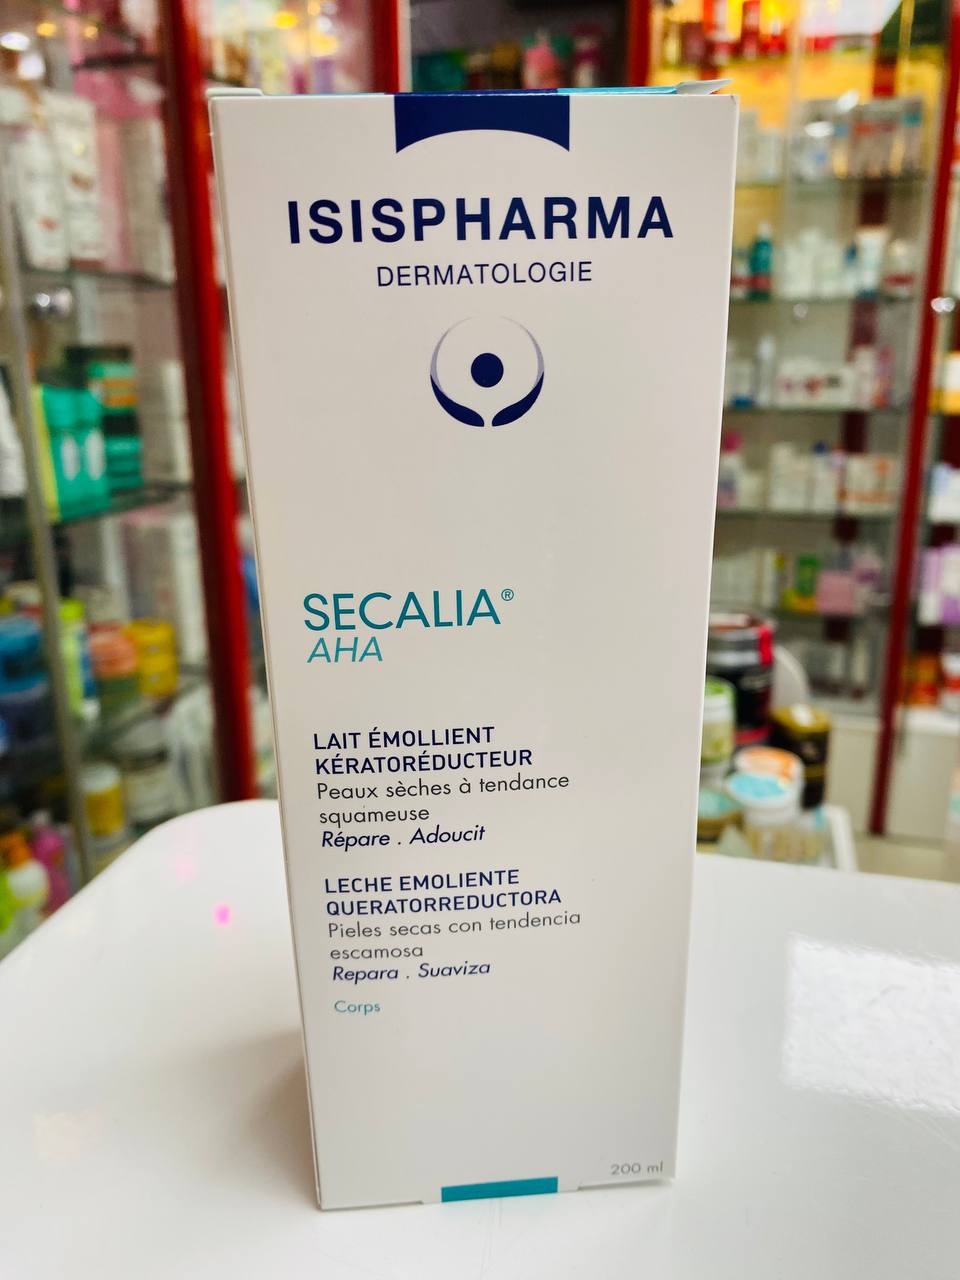 ISISPHARMA
DERMATOLOGIE
SECALIA®
AHA
LAIT ÉMOLLIENT
KÉRATORÉDUCTEUR
Peaux sèches à tendance
squameuse
Répare . Adoucit
LECHE EMOLIENTE
QUERATORREDUCTORA
Pieles secas con tendencia
escamosa
Repara . Suaviza
Corps
200 ml